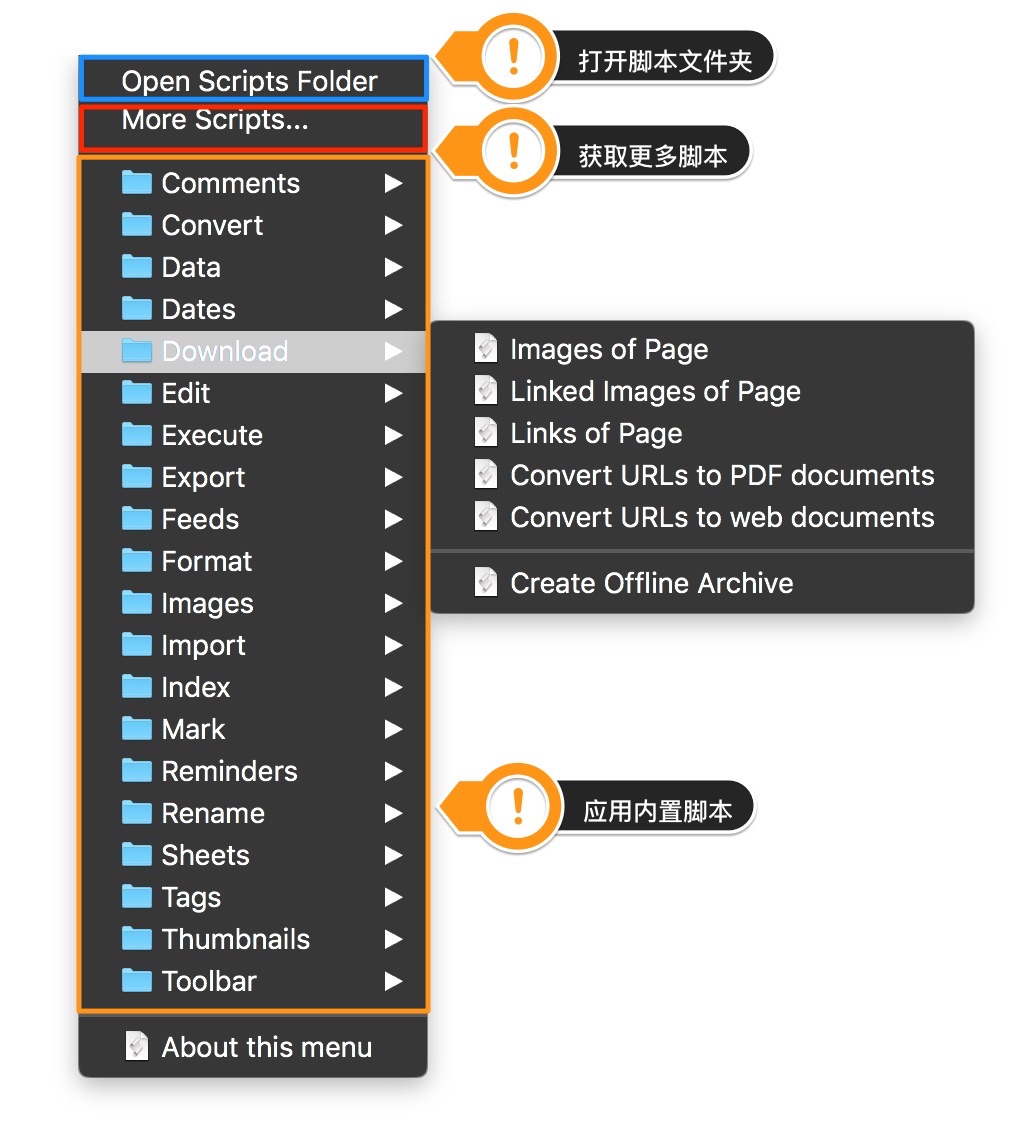 Open Scripts Folder
打开脚本文件夹
More Scripts...
获取更多脚本
Comments
Convert
Data
Dates
Download
Images of Page
Linked Images of Page
Links of Page
Convert URLs to PDF documents
Convert URLs to web documents
Create Offline Archive
Edit
Execute
Export
Feeds
Format
Images
Import
Index
Mark
Reminders
Rename
应用内置脚本
Sheets
Tags
Thumbnails
Toolbar
About this menu